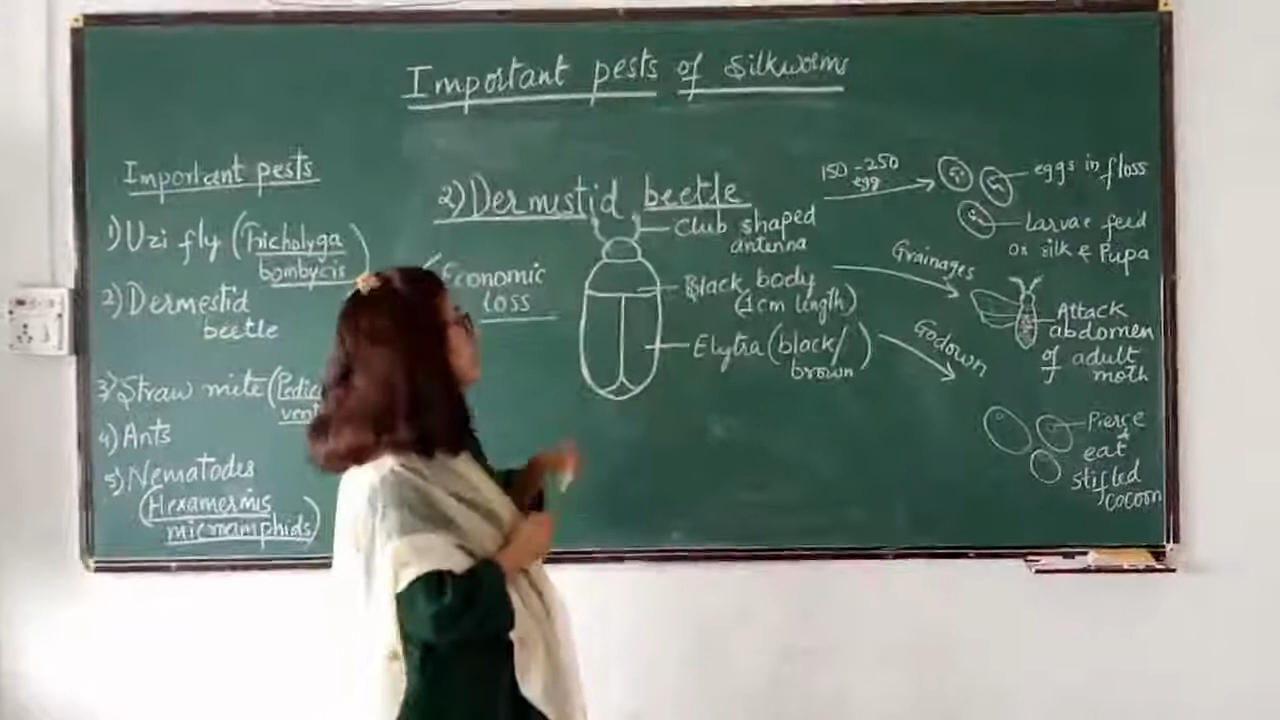 Important pests of Silkworms
Important pests
1) Uzi fly (Tricholyga
bombycis)
2) Dermestid
beetle
3) Straw mite (
4) Ants
5) Nematodes
(Hexamermis
micramphids)
2) Dermestid beetle
Economic
loss
Club shaped
antenna
Black body
(1cm length)
Elytra (black/
brown)
150-250
egg
eggs in floss
Larvae feed
on silk & Pupa
Grainages
Attack
abdomen
of adult
moth
Godown
Pierce
&
eat
stifled
cocoon